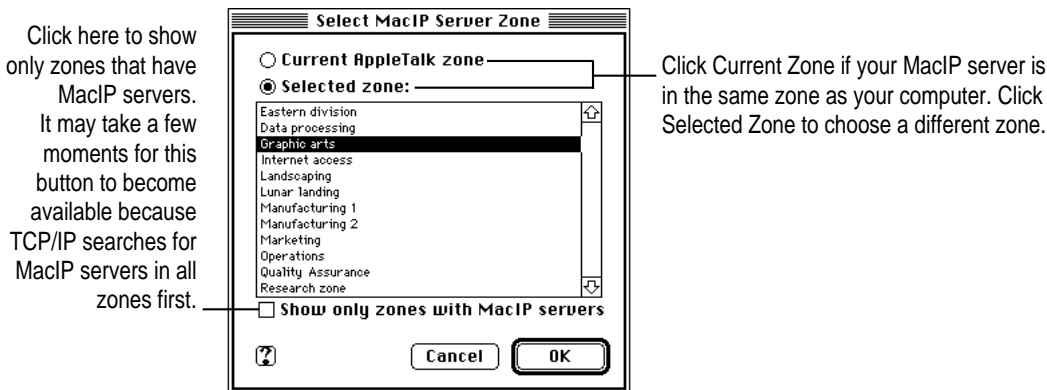 Click here to show
only zones that have
MacIP servers.
It may take a few
moments for this
button to become
available because
TCP/IP searches for
MacIP servers in all
zones first.
Select MacIP Server Zone
Current AppleTalk zone
Selected zone:
Eastern division
Data processing
Graphic arts
Internet access
Landscaping
Lunar landing
Manufacturing 1
Manufacturing 2
Marketing
Operations
Quality Assurance
Research zone
Show only zones with MacIP servers
?
Cancel
OK
Click Current Zone if your MacIP server is
in the same zone as your computer. Click
Selected Zone to choose a different zone.